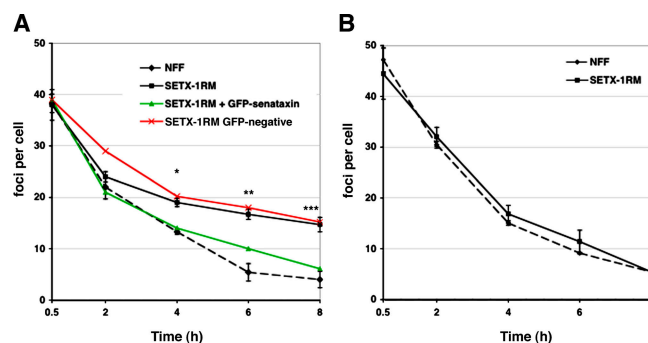 A
50
40
30
20
10
0
foci per cell
NFF
SETX-1RM
SETX-1RM + GFP-senataxin
SETX-1RM GFP-negative
*
**
***
0.5 2 4 6 8
Time (h)
B
50
40
30
20
10
0
foci per cell
NFF
SETX-1RM
0.5 2 4 6
Time (h)